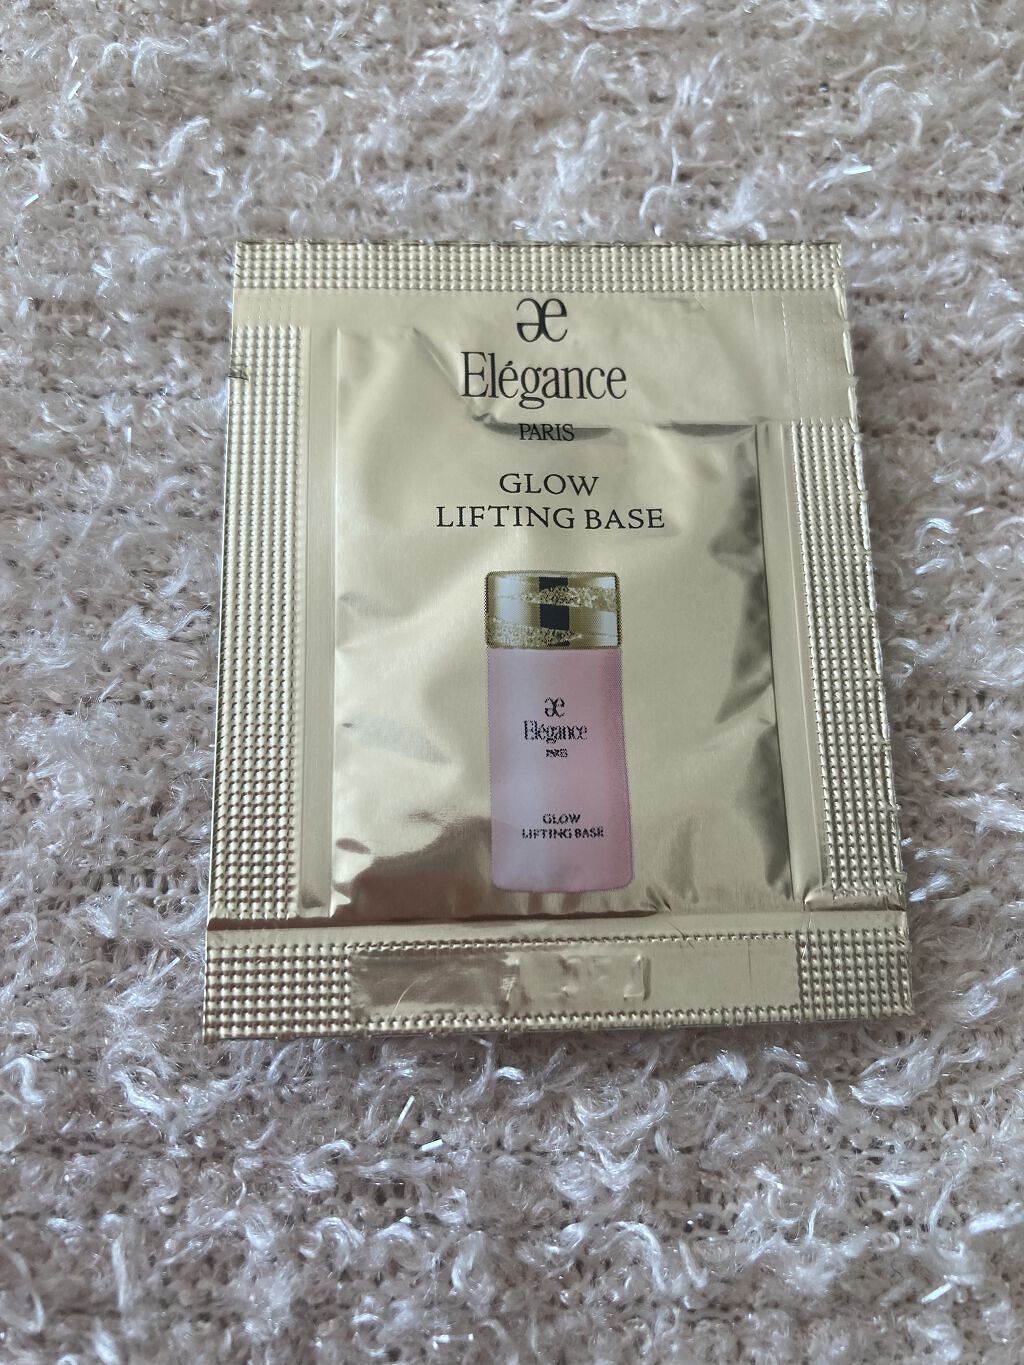 æ
Elégance
PARIS
GLOW
LIFTING BASE
æ
Elégance
PARIS
GLOW
LIFTING BASE